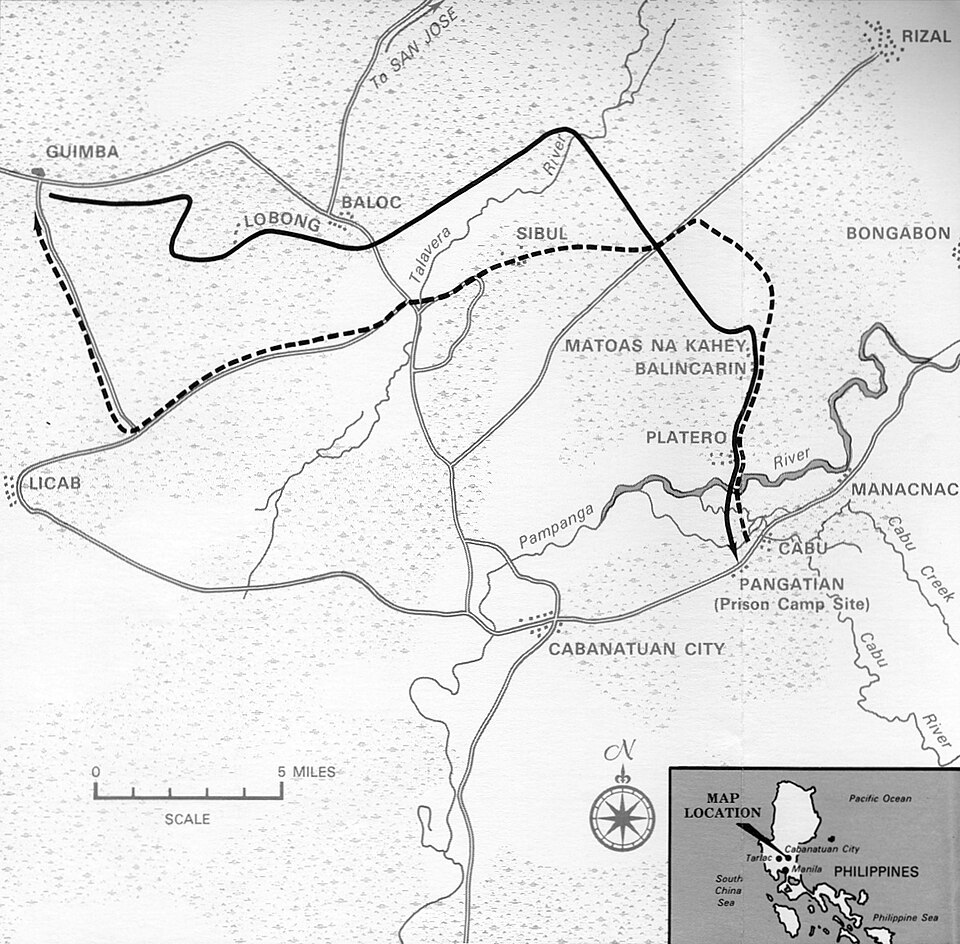 RIZAL
To SAN JOSE
GUIMBA
River
BALOC
LOBONG
SIBUL
BONGABON
Talavera
MATOAS NA KAHEY
BALINCARIN
PLATERO
River
LICAB
MANACNAC
Pampanga
Cabu
Creek
CABU
PANGATIAN
(Prison Camp Site)
CABANATUAN CITY
Cabu
River
0 5 MILES
SCALE
N
MAP
LOCATION
Pacific Ocean
Cabanatuan City
Tarlac
Manila
PHILIPPINES
South
China
Sea
Philippine Sea